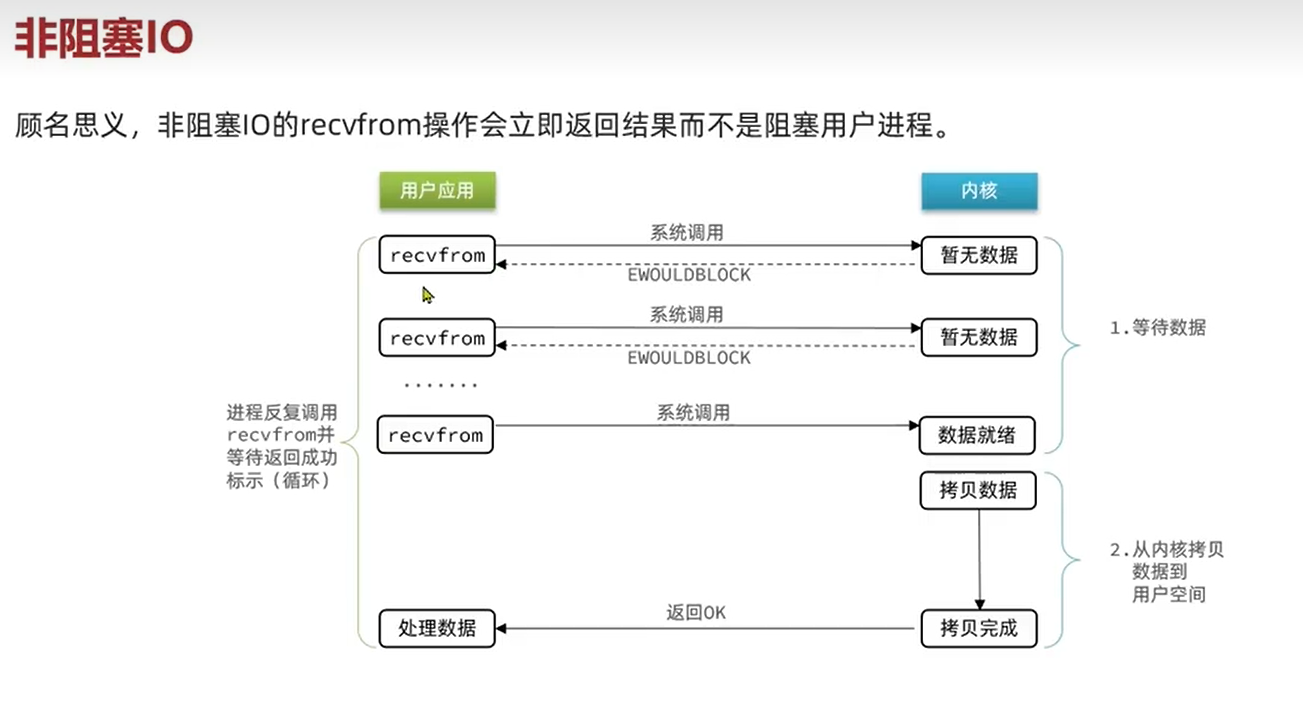 非阻塞IO
顾名思义，非阻塞IO的recvfrom操作会立即返回结果而不是阻塞用户进程。
用户应用
内核
recvfrom
系统调用
EWOULDBLOCK
暂无数据
recvfrom
系统调用
EWOULDBLOCK
暂无数据
1.等待数据
.......
进程反复调用
recvfrom并
等待返回成功
标示（循环）
recvfrom
系统调用
数据就绪
拷贝数据
2.从内核拷贝
数据到
用户空间
处理数据
返回OK
拷贝完成